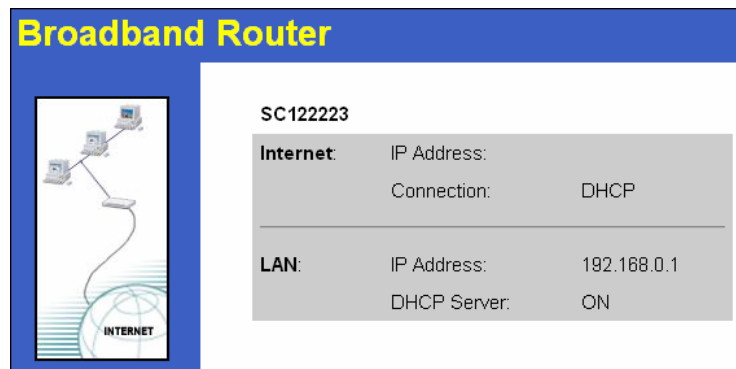 Broadband Router
SC122223
Internet: IP Address:
Connection: DHCP
LAN: IP Address: 192.168.0.1
DHCP Server: ON
INTERNET